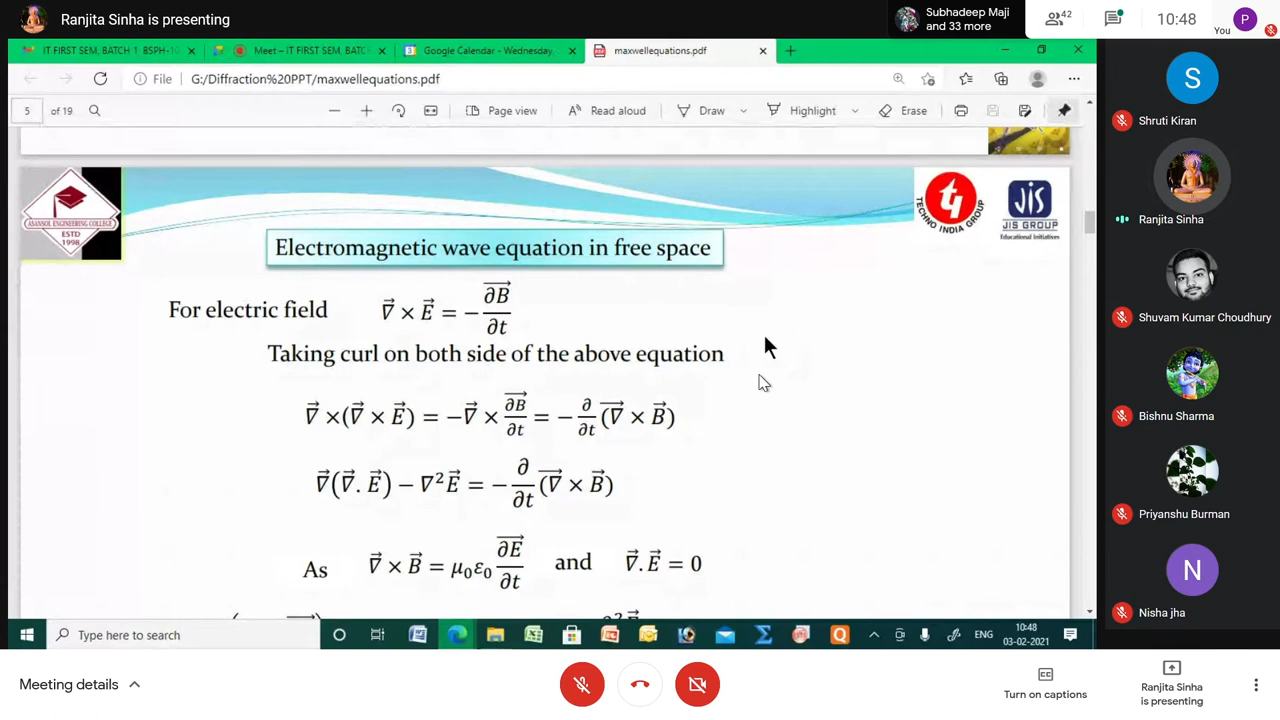 Ranjita Sinha is presenting
Subhadeep Maji
and 33 more
42
10:48
You
P
IT FIRST SEM, BATCH 1 BSPH-10
Meet – IT FIRST SEM, BATC
Google Calendar - Wednesday,
maxwellequations.pdf
File
G:/Diffraction%20PPT/maxwellequations.pdf
5
of 19
Page view
Read aloud
Draw
Highlight
Erase
ASANSOL ENGINEERING COLLEGE
ESTD
1998
TECHNO INDIA GROUP
JIS
JIS GROUP
Educational Initiatives
Electromagnetic wave equation in free space
For electric field ∇⃗ × E⃗ = − ∂B⃗/∂t
Taking curl on both side of the above equation
∇⃗ ×(∇⃗ × E⃗) = −∇⃗ × ∂B⃗/∂t = − ∂/∂t (∇⃗ × B⃗)
∇⃗(∇⃗. E⃗) − ∇²E⃗ = − ∂/∂t (∇⃗ × B⃗)
As ∇⃗ × B⃗ = μ₀ε₀ ∂E⃗/∂t and ∇⃗. E⃗ = 0
S
Shruti Kiran
Ranjita Sinha
Shuvam Kumar Choudhury
Bishnu Sharma
Priyanshu Burman
N
Nisha jha
Type here to search
ENG
10:48
03-02-2021
Meeting details
Turn on captions
Ranjita Sinha
is presenting